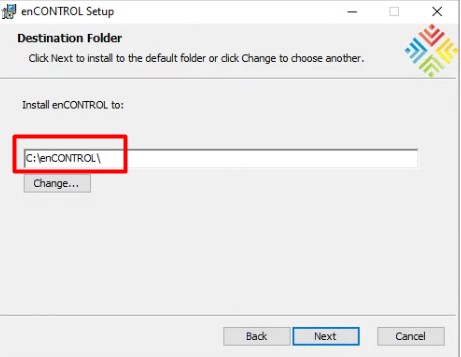 enCONTROL Setup
Destination Folder
Click Next to install to the default folder or click Change to choose another.
Install enCONTROL to:
C:\enCONTROL\
Change...
Back Next Cancel